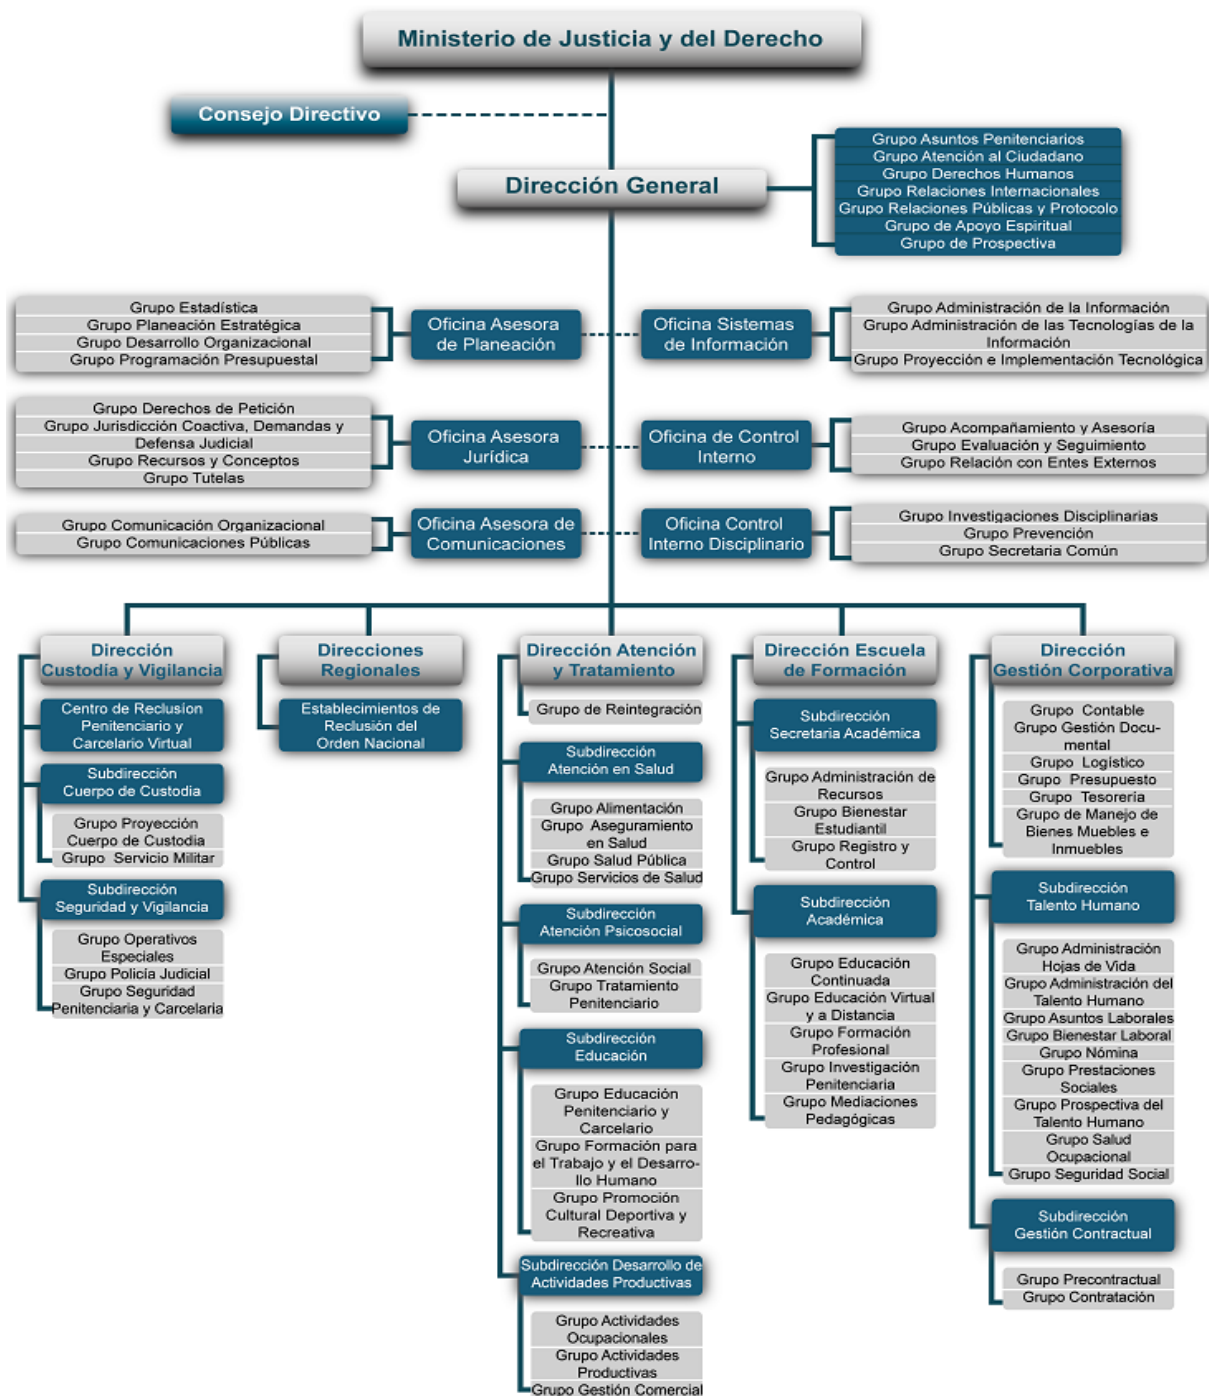 Ministerio de Justicia y del Derecho
Consejo Directivo
Dirección General
Grupo Asuntos Penitenciarios
Grupo Atención al Ciudadano
Grupo Derechos Humanos
Grupo Relaciones Internacionales
Grupo Relaciones Públicas y Protocolo
Grupo de Apoyo Espiritual
Grupo de Prospectiva
Grupo Estadística
Grupo Planeación Estratégica
Grupo Desarrollo Organizacional
Grupo Programación Presupuestal
Oficina Asesora
de Planeación
Oficina Sistemas
de Información
Grupo Administración de la Información
Grupo Administración de las Tecnologías de la
Información
Grupo Proyección e Implementación Tecnológica
Grupo Derechos de Petición
Grupo Jurisdicción Coactiva, Demandas y
Defensa Judicial
Grupo Recursos y Conceptos
Grupo Tutelas
Oficina Asesora
Jurídica
Oficina de Control
Interno
Grupo Acompañamiento y Asesoría
Grupo Evaluación y Seguimiento
Grupo Relación con Entes Externos
Grupo Comunicación Organizacional
Grupo Comunicaciones Públicas
Oficina Asesora de
Comunicaciones
Oficina Control
Interno Disciplinario
Grupo Investigaciones Disciplinarias
Grupo Prevención
Grupo Secretaria Común
Dirección
Custodía y Vigilancia
Centro de Reclusíon
Penitenciario y
Carcelario Virtual
Subdirección
Cuerpo de Custodia
Grupo Proyección
Cuerpo de Custodia
Grupo Servicio Militar
Subdirección
Seguridad y Vigilancia
Grupo Operativos
Especiales
Grupo Policía Judicial
Grupo Seguridad
Penitenciaria y Carcelaria
Direcciones
Regionales
Establecimientos de
Reclusión del
Orden Nacional
Dirección Atención
y Tratamiento
Grupo de Reintegración
Subdirección
Atención en Salud
Grupo Alimentación
Grupo Aseguramiento
en Salud
Grupo Salud Pública
Grupo Servicios de Salud
Subdirección
Atención Psicosocial
Grupo Atención Social
Grupo Tratamiento
Penitenciario
Subdirección
Educación
Grupo Educación
Penitenciario y
Carcelario
Grupo Formación para
el Trabajo y el Desarro-
llo Humano
Grupo Promoción
Cultural Deportiva y
Recreativa
Subdirección Desarrollo de
Actividades Productivas
Grupo Actividades
Ocupacionales
Grupo Actividades
Productivas
Grupo Gestión Comercial
Dirección Escuela
de Formación
Subdirección
Secretaria Académica
Grupo Administración de
Recursos
Grupo Bienestar
Estudiantil
Grupo Registro y
Control
Subdirección
Académica
Grupo Educación
Continuada
Grupo Educación Virtual
y a Distancia
Grupo Formación
Profesional
Grupo Investigación
Penitenciaria
Grupo Mediaciones
Pedagógicas
Dirección
Gestión Corporativa
Grupo Contable
Grupo Gestión Docu-
mental
Grupo Logístico
Grupo Presupuesto
Grupo Tesorería
Grupo de Manejo de
Bienes Muebles e
Inmuebles
Subdirección
Talento Humano
Grupo Administración
Hojas de Vida
Grupo Administración del
Talento Humano
Grupo Asuntos Laborales
Grupo Bienestar Laboral
Grupo Nómina
Grupo Prestaciones
Sociales
Grupo Prospectiva del
Talento Humano
Grupo Salud
Ocupacional
Grupo Seguridad Social
Subdirección
Gestión Contractual
Grupo Precontractual
Grupo Contratación